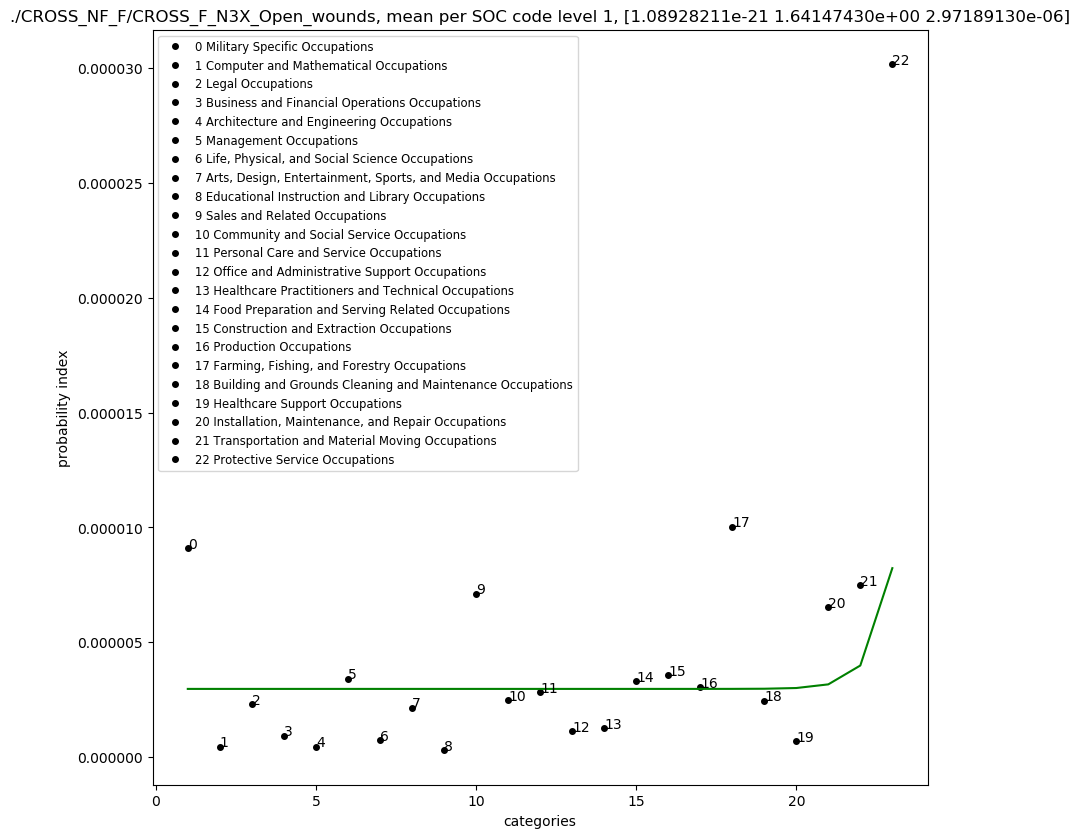 ./CROSS_NF_F/CROSS_F_N3X_Open_wounds, mean per SOC code level 1, [1.08928211e-21 1.64147430e+00 2.97189130e-06]
0 Military Specific Occupations
1 Computer and Mathematical Occupations
2 Legal Occupations
3 Business and Financial Operations Occupations
4 Architecture and Engineering Occupations
5 Management Occupations
6 Life, Physical, and Social Science Occupations
7 Arts, Design, Entertainment, Sports, and Media Occupations
8 Educational Instruction and Library Occupations
9 Sales and Related Occupations
10 Community and Social Service Occupations
11 Personal Care and Service Occupations
12 Office and Administrative Support Occupations
13 Healthcare Practitioners and Technical Occupations
14 Food Preparation and Serving Related Occupations
15 Construction and Extraction Occupations
16 Production Occupations
17 Farming, Fishing, and Forestry Occupations
18 Building and Grounds Cleaning and Maintenance Occupations
19 Healthcare Support Occupations
20 Installation, Maintenance, and Repair Occupations
21 Transportation and Material Moving Occupations
22 Protective Service Occupations
probability index
0.000030
0.000025
0.000020
0.000015
0.000010
0.000005
0.000000
0
1
2
3
4
5
6
7
8
9
10
11
12
13
14
15
16
17
18
19
20
21
22
0
5
10
15
20
categories